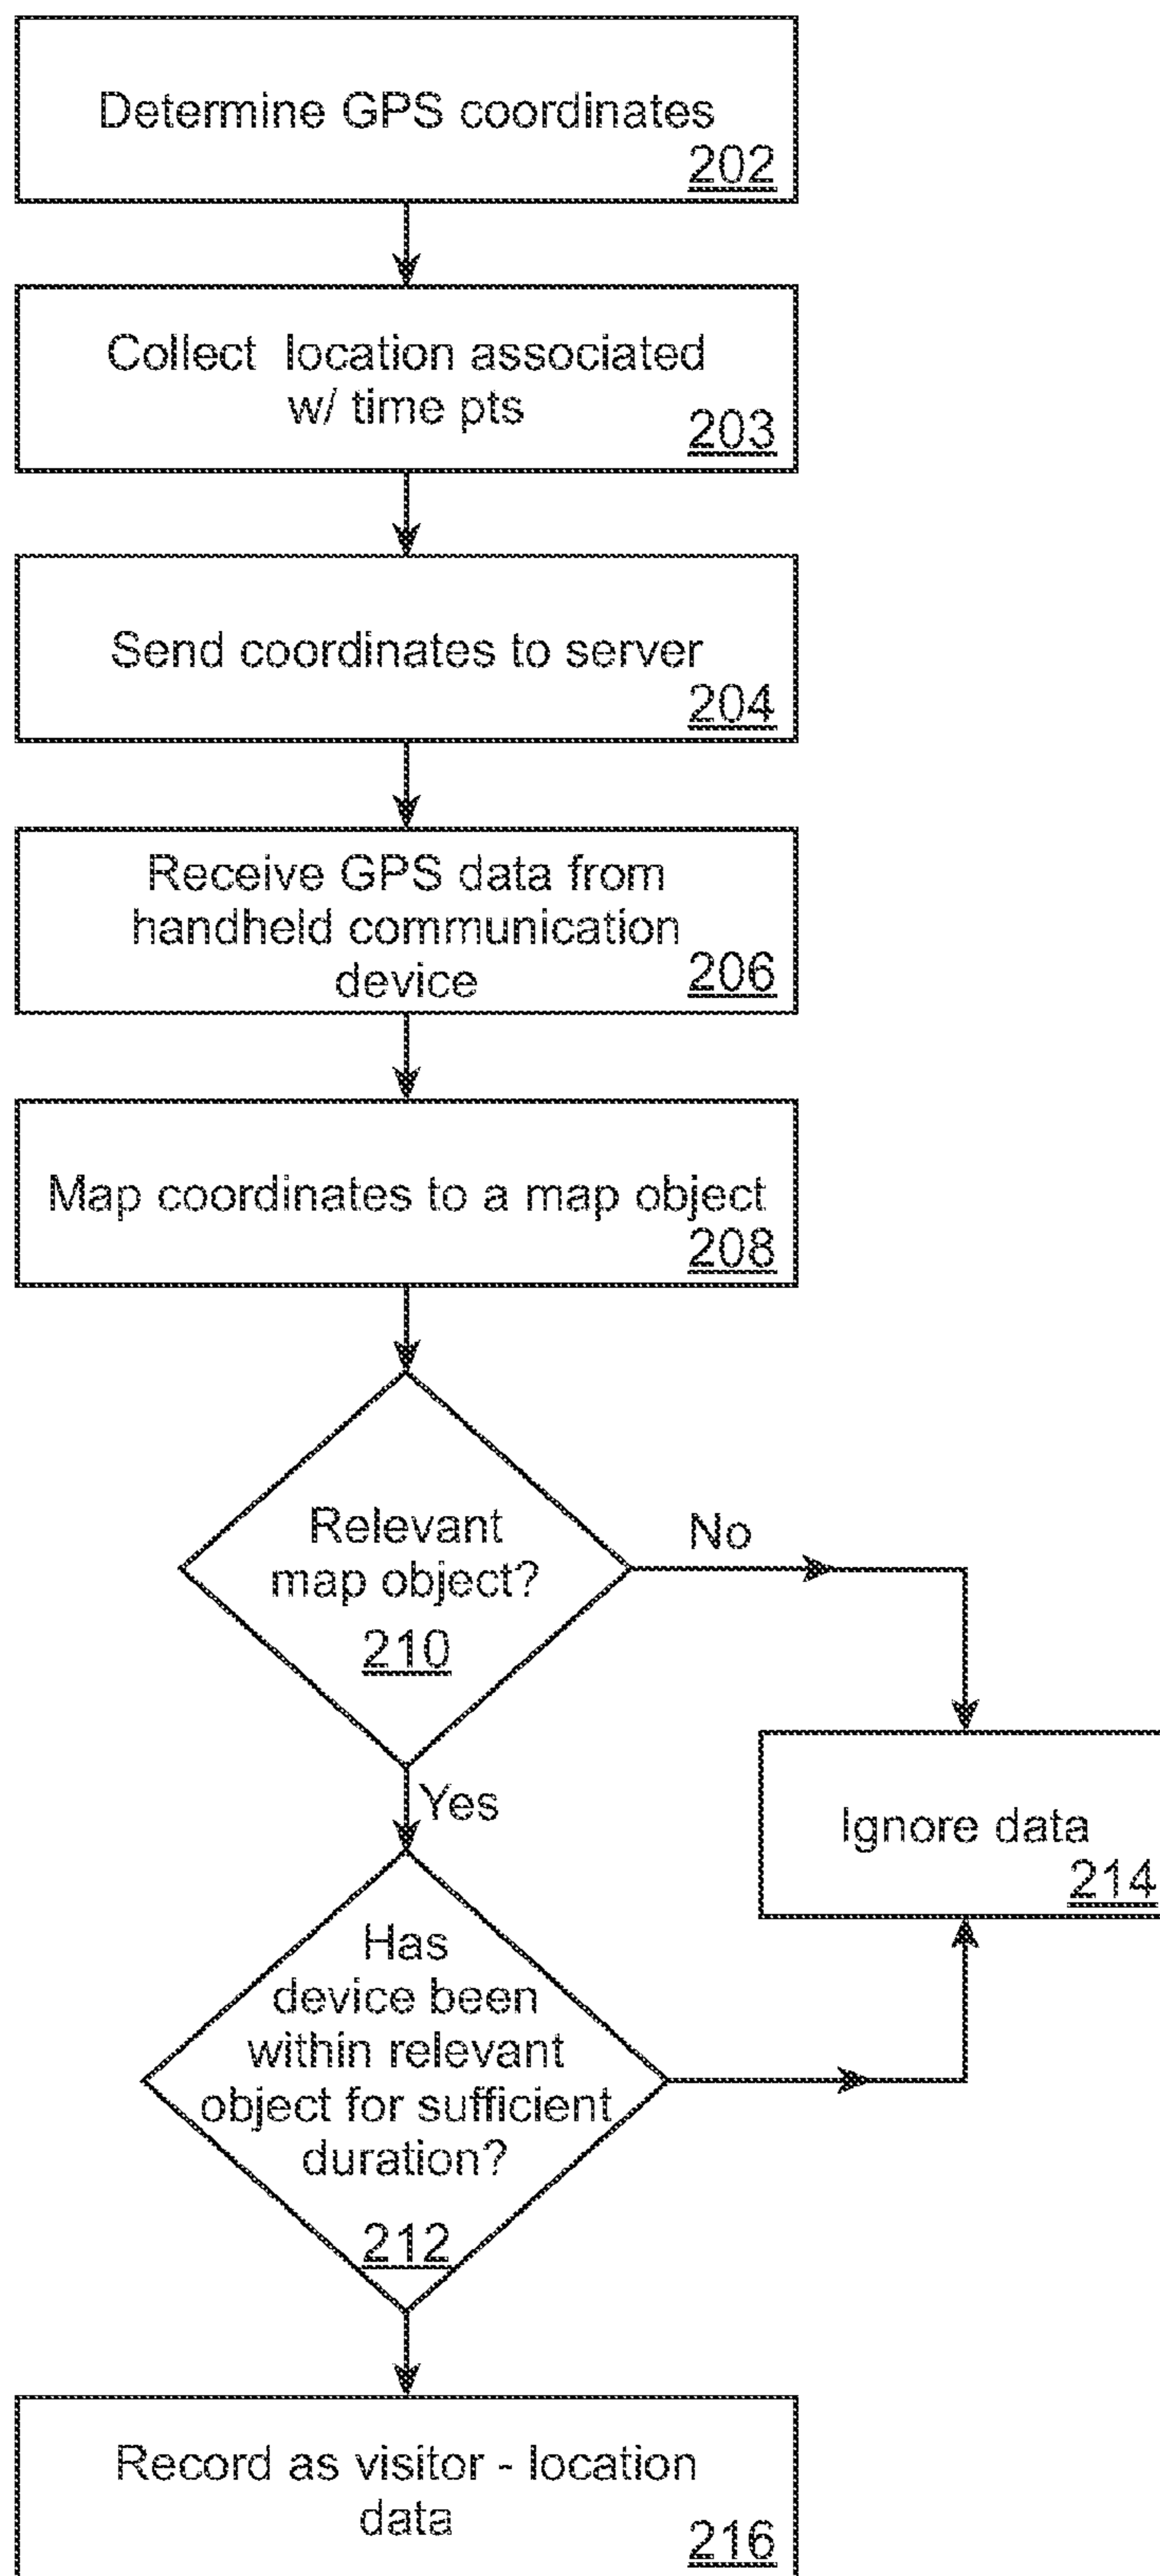 Determine GPS coordinates
202
Collect location associated
w/ time pts
203
Send coordinates to server
204
Receive GPS data from
handheld communication
device
206
Map coordinates to a map object
208
Relevant
map object?
210
No
Yes
Ignore data
214
Has
device been
within relevant
object for sufficient
duration?
212
Record as visitor - location
data
216